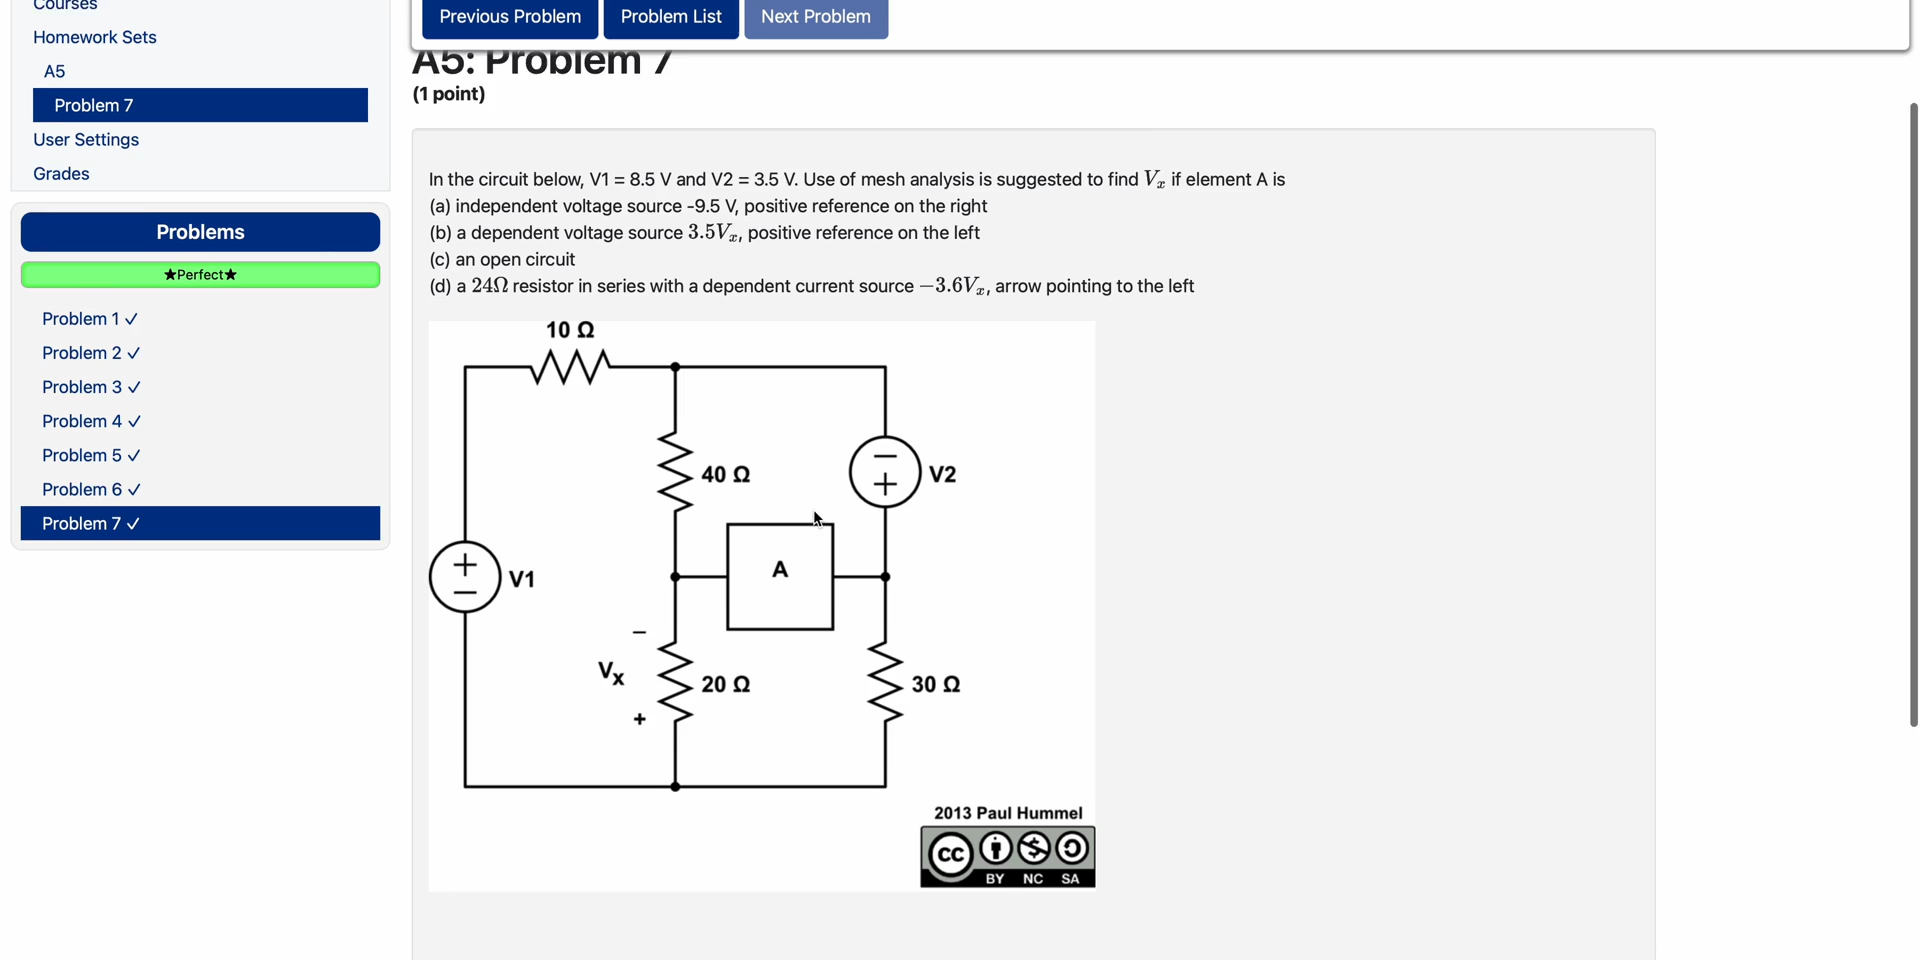 Courses
Homework Sets
A5
Problem 7
User Settings
Grades
Problems
★Perfect★
Problem 1 ✓
Problem 2 ✓
Problem 3 ✓
Problem 4 ✓
Problem 5 ✓
Problem 6 ✓
Problem 7 ✓
Previous Problem
Problem List
Next Problem
A5: Problem 7
(1 point)
In the circuit below, V1 = 8.5 V and V2 = 3.5 V. Use of mesh analysis is suggested to find Vₓ if element A is
(a) independent voltage source -9.5 V, positive reference on the right
(b) a dependent voltage source 3.5Vₓ, positive reference on the left
(c) an open circuit
(d) a 24Ω resistor in series with a dependent current source −3.6Vₓ, arrow pointing to the left
10 Ω
40 Ω
− + V2
A
+ − V1
−
Vx
+
20 Ω
30 Ω
2013 Paul Hummel
cc
BY NC SA